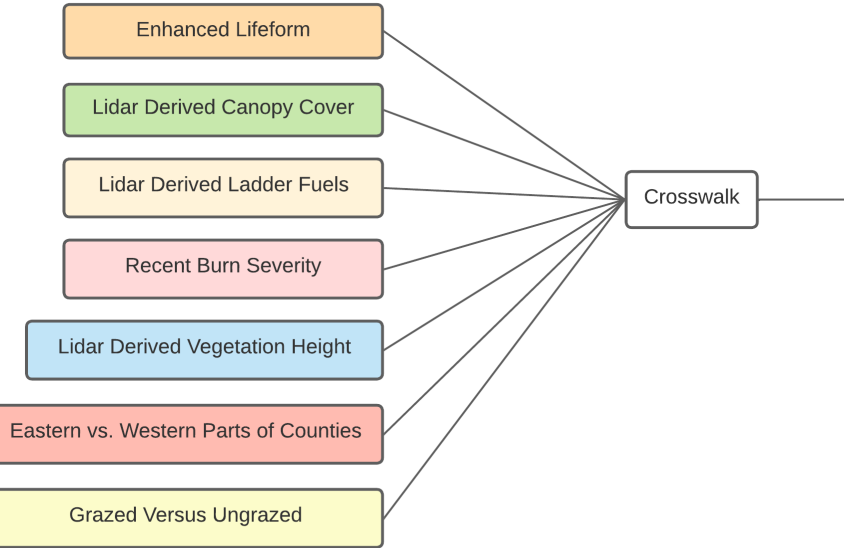 Enhanced Lifeform
Lidar Derived Canopy Cover
Lidar Derived Ladder Fuels
Recent Burn Severity
Lidar Derived Vegetation Height
Eastern vs. Western Parts of Counties
Grazed Versus Ungrazed
Crosswalk